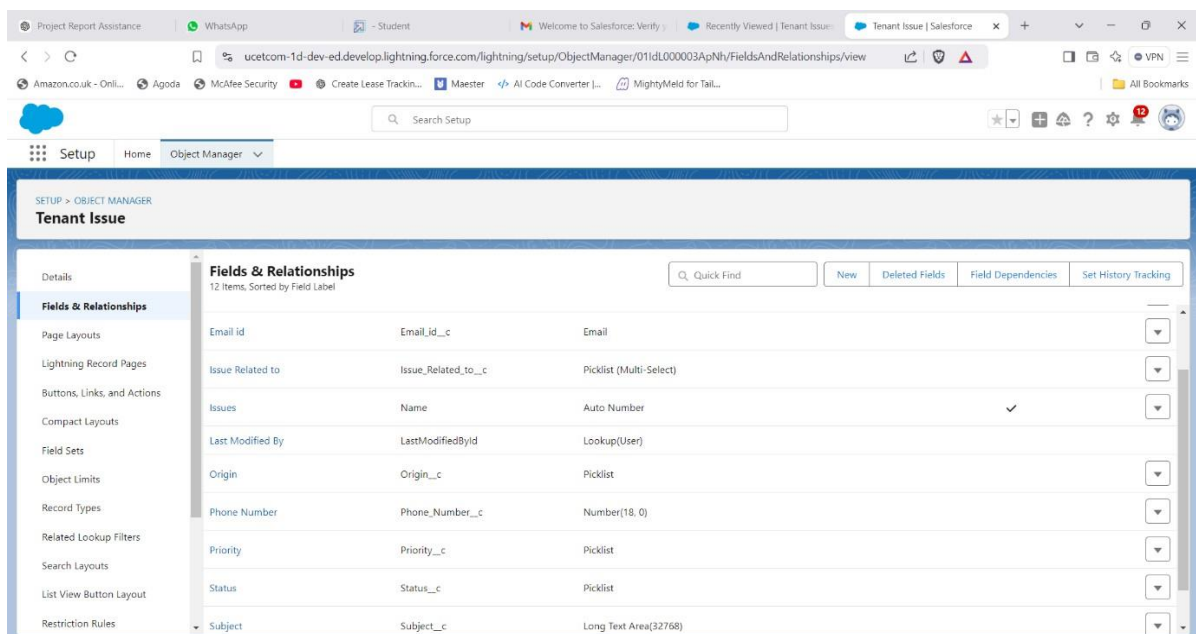 Project Report Assistance
WhatsApp
- Student
Welcome to Salesforce: Verify y
Recently Viewed | Tenant Issues
Tenant Issue | Salesforce
ucetcom-1d-dev-ed.develop.lightning.force.com/lightning/setup/ObjectManager/01IdL000003ApNh/FieldsAndRelationships/view
VPN
Amazon.co.uk - Onli...
Agoda
McAfee Security
Create Lease Trackin...
Maester
AI Code Converter |...
MightyMeld for Tail...
All Bookmarks
Search Setup
12
Setup
Home
Object Manager
SETUP > OBJECT MANAGER
Tenant Issue
Details
Fields & Relationships
Page Layouts
Lightning Record Pages
Buttons, Links, and Actions
Compact Layouts
Field Sets
Object Limits
Record Types
Related Lookup Filters
Search Layouts
List View Button Layout
Restriction Rules
Fields & Relationships
12 Items, Sorted by Field Label
Quick Find
New
Deleted Fields
Field Dependencies
Set History Tracking
Email id Email_id__c Email
Issue Related to Issue_Related_to__c Picklist (Multi-Select)
Issues Name Auto Number
Last Modified By LastModifiedById Lookup(User)
Origin Origin__c Picklist
Phone Number Phone_Number__c Number(18, 0)
Priority Priority__c Picklist
Status Status__c Picklist
Subject Subject__c Long Text Area(32768)